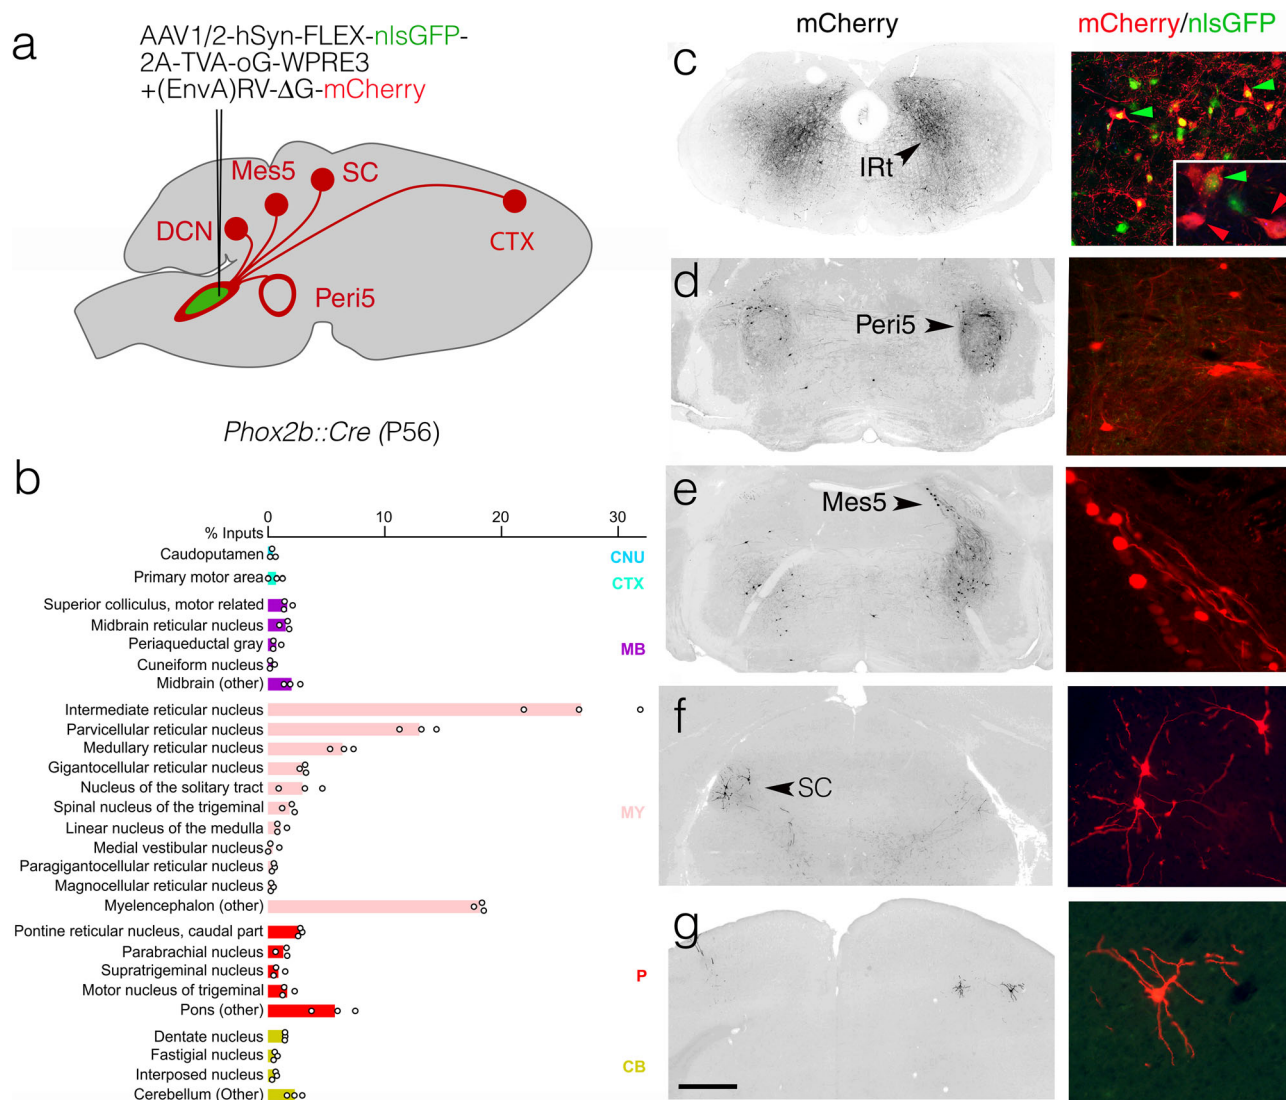 a
AAV1/2-hSyn-FLEX-nlsGFP-
2A-TVA-oG-WPRE3
+(EnvA)RV-ΔG-mCherry
Mes5
SC
DCN
CTX
Peri5
Phox2b::Cre (P56)
b
0 10 20 30
% Inputs
Caudoputamen
CNU
Primary motor area
CTX
Superior colliculus, motor related
Midbrain reticular nucleus
Periaqueductal gray
MB
Cuneiform nucleus
Midbrain (other)
Intermediate reticular nucleus
Parvicellular reticular nucleus
Medullary reticular nucleus
Gigantocellular reticular nucleus
Nucleus of the solitary tract
Spinal nucleus of the trigeminal
MY
Linear nucleus of the medulla
Medial vestibular nucleus
Paragigantocellular reticular nucleus
Magnocellular reticular nucleus
Myelencephalon (other)
Pontine reticular nucleus, caudal part
Parabrachial nucleus
Supratrigeminal nucleus
P
Motor nucleus of trigeminal
Pons (other)
Dentate nucleus
Fastigial nucleus
CB
Interposed nucleus
Cerebellum (Other)
mCherry
mCherry/nlsGFP
c
IRt
d
Peri5
e
Mes5
f
SC
g